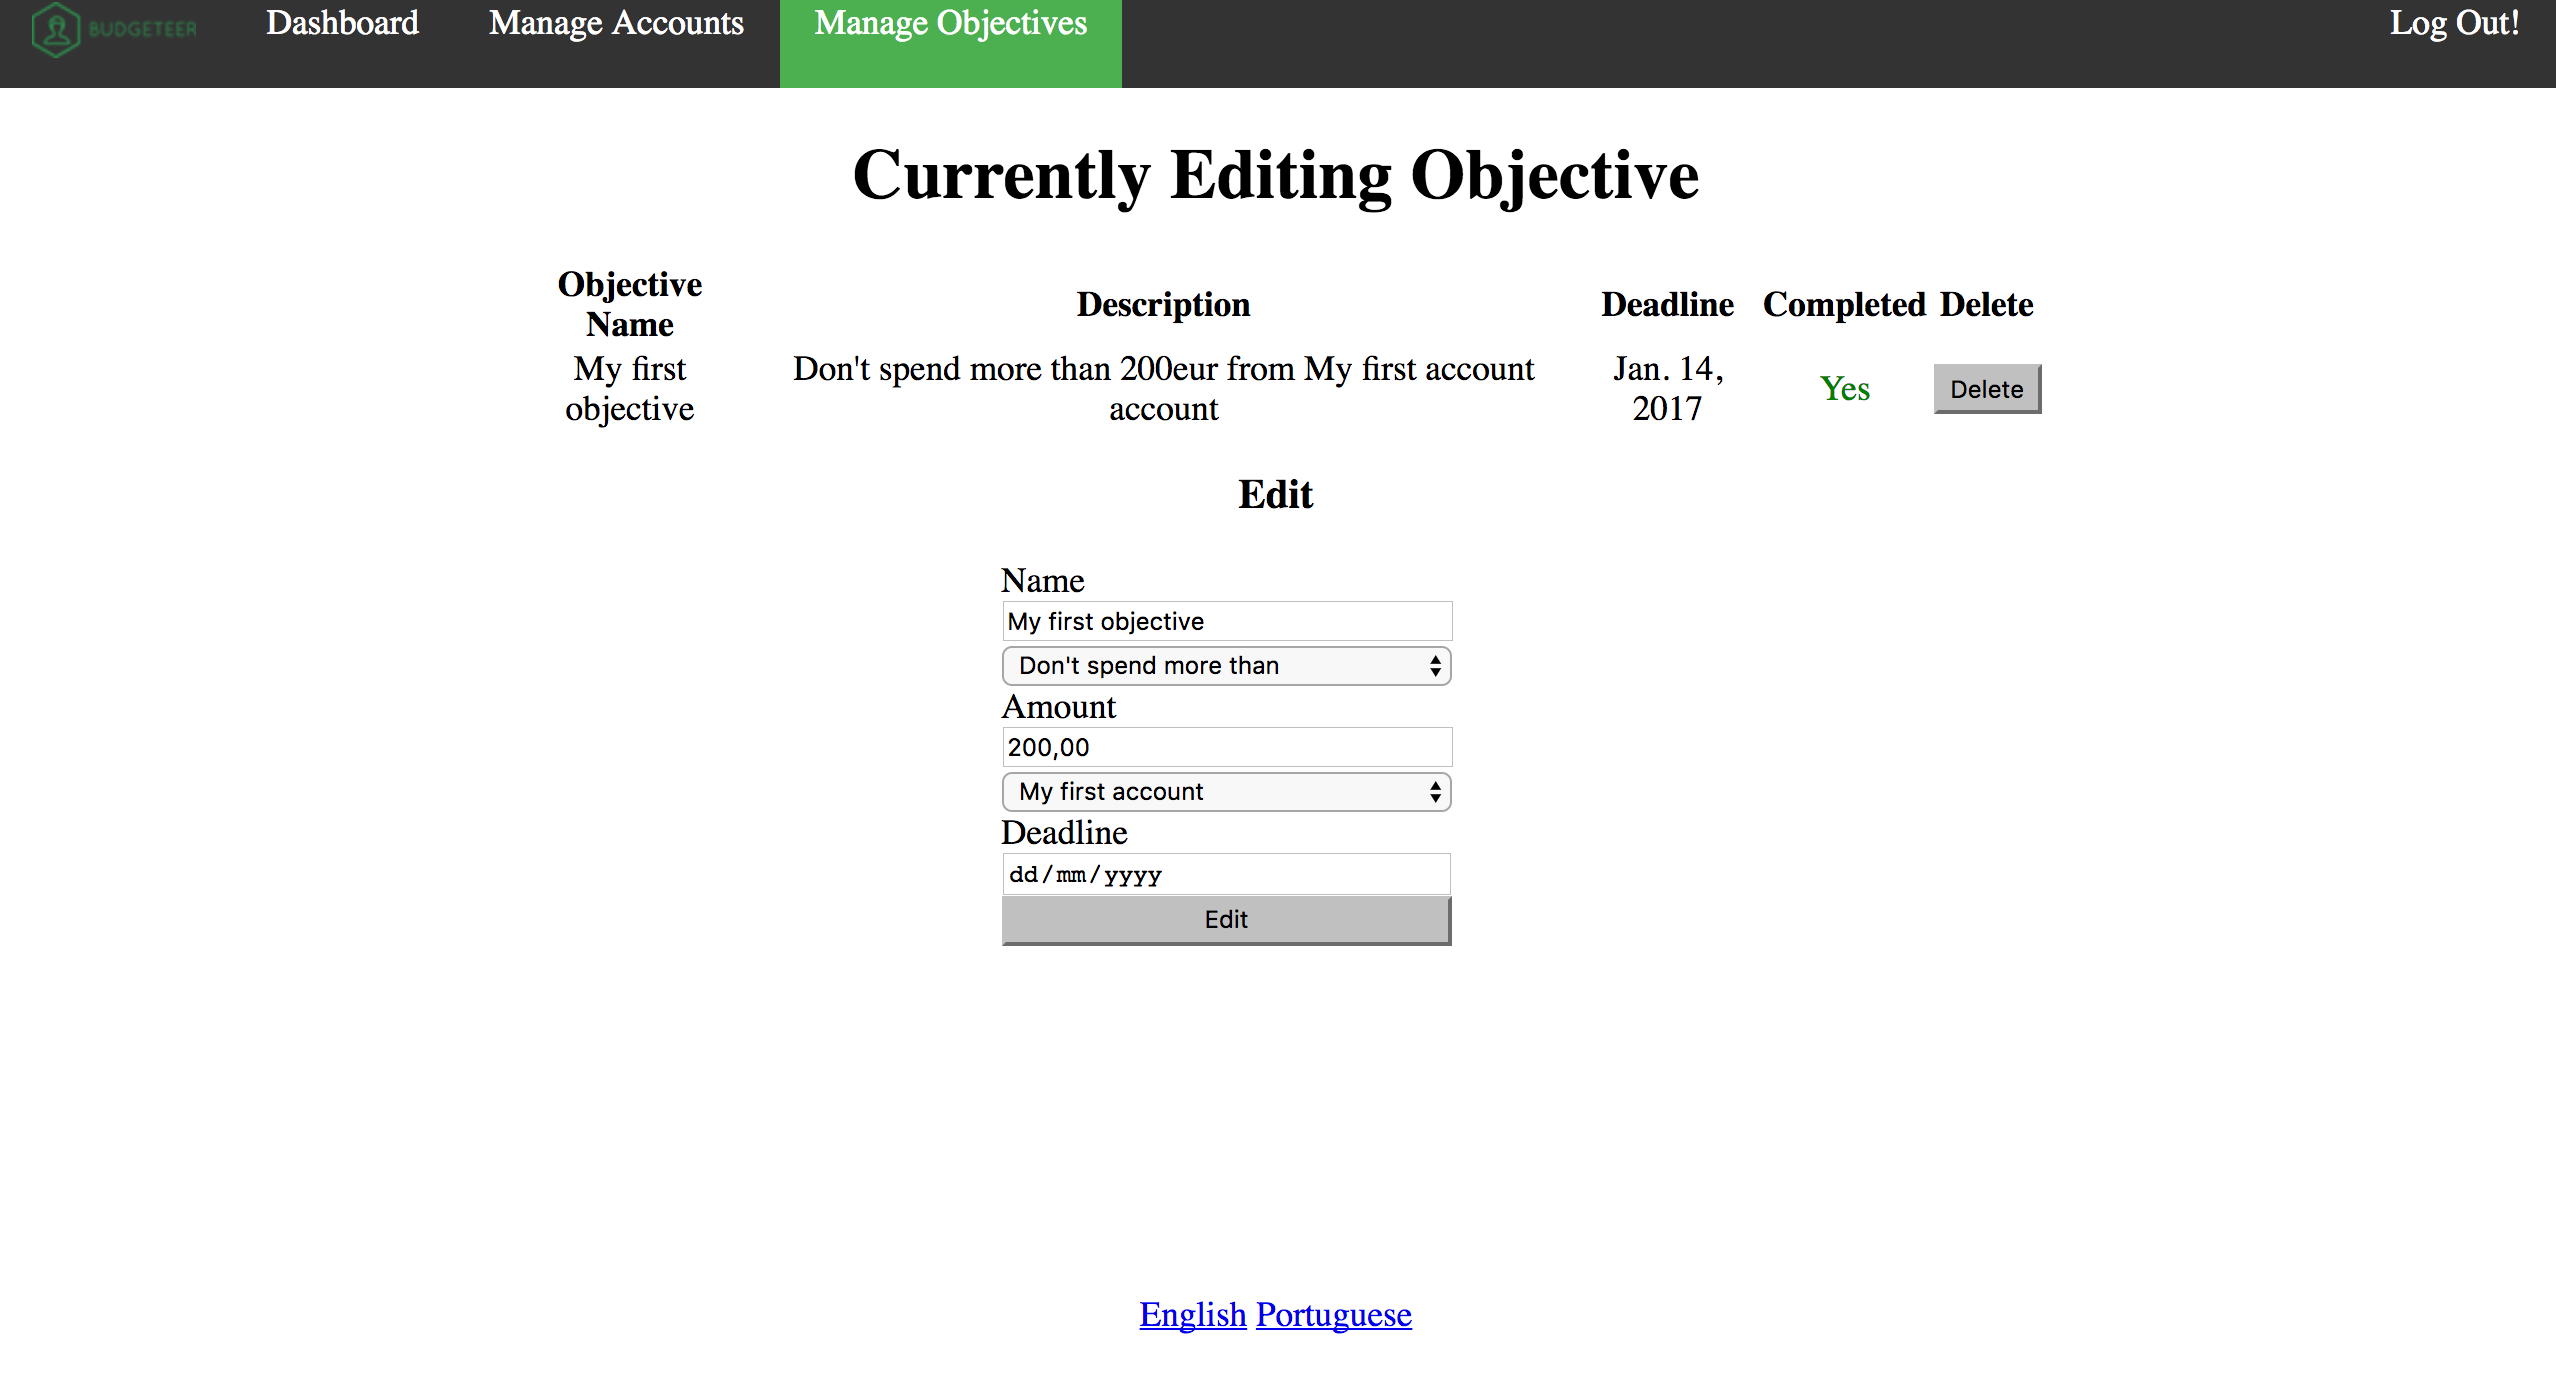 BUDGETEER Dashboard Manage Accounts Manage Objectives Log Out!
Currently Editing Objective
Objective Name Description Deadline Completed Delete
My first objective Don't spend more than 200eur from My first account account Jan. 14, 2017 Yes Delete
Edit
Name
My first objective
Don't spend more than
Amount
200,00
My first account
Deadline
dd/mm/yyyy
Edit
English Portuguese